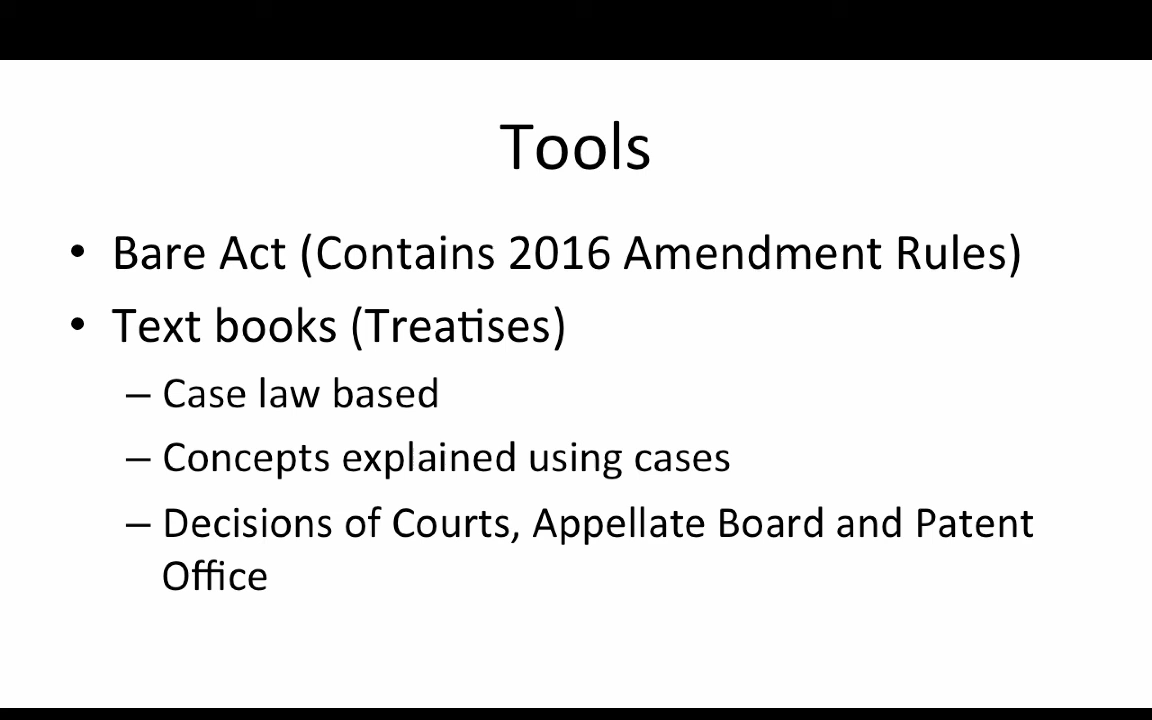 Tools
• Bare Act (Contains 2016 Amendment Rules)
• Text books (Treatises)
– Case law based
– Concepts explained using cases
– Decisions of Courts, Appellate Board and Patent
Office